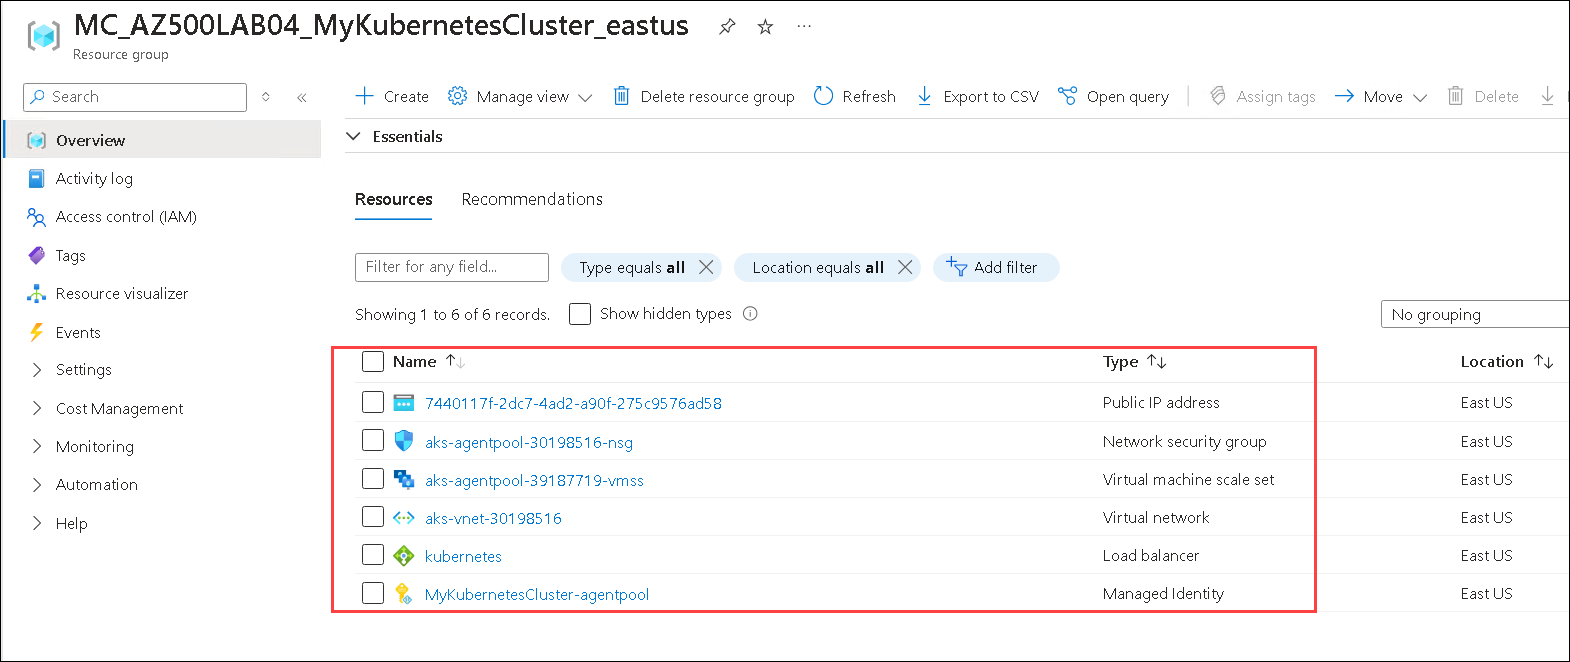 MC_AZ500LAB04_MyKubernetesCluster_eastus
Resource group
Search
Create
Manage view
Delete resource group
Refresh
Export to CSV
Open query
Assign tags
Move
Delete
Overview
Activity log
Access control (IAM)
Tags
Resource visualizer
Events
Settings
Cost Management
Monitoring
Automation
Help
Essentials
Resources Recommendations
Filter for any field... Type equals all Location equals all Add filter
Showing 1 to 6 of 6 records. Show hidden types No grouping
Name Type Location
7440117f-2dc7-4ad2-a90f-275c9576ad58 Public IP address East US
aks-agentpool-30198516-nsg Network security group East US
aks-agentpool-39187719-vmss Virtual machine scale set East US
aks-vnet-30198516 Virtual network East US
kubernetes Load balancer East US
MyKubernetesCluster-agentpool Managed Identity East US